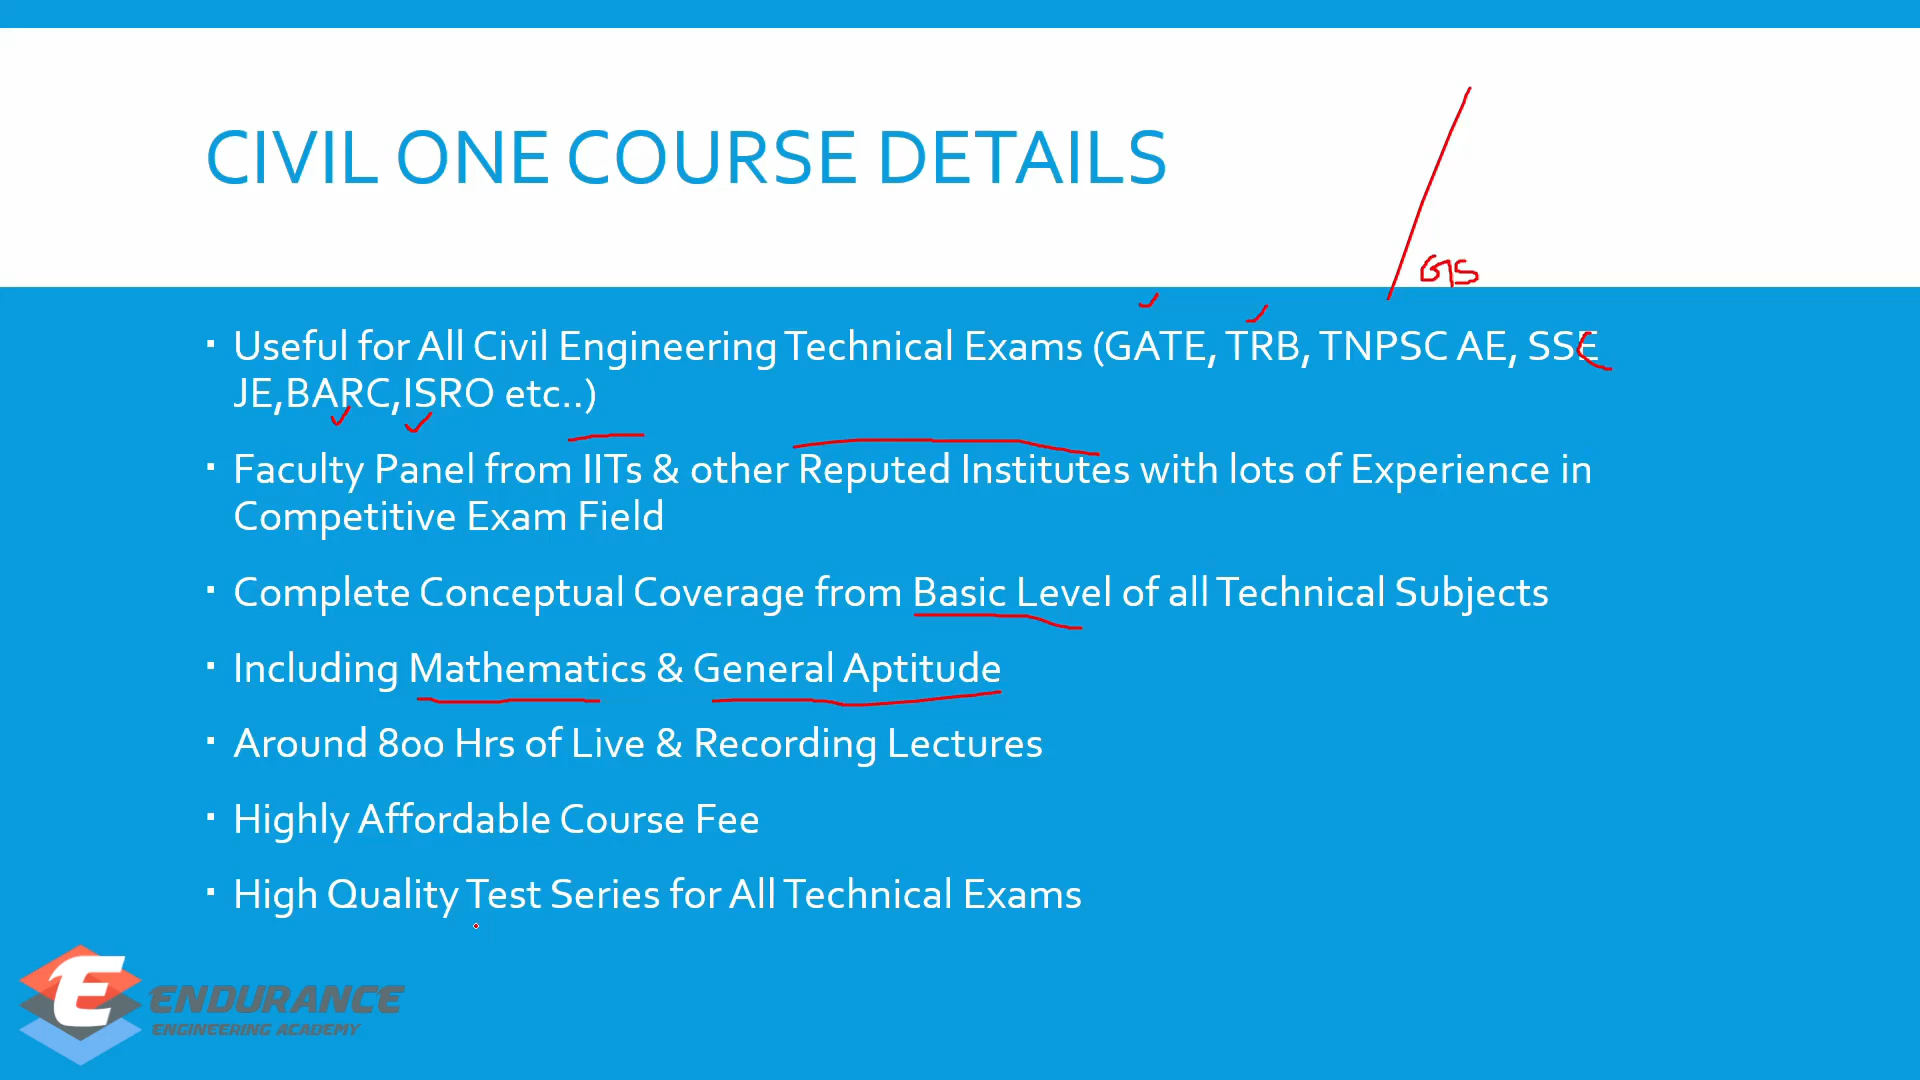 CIVIL ONE COURSE DETAILS
GS
▪ Useful for All Civil Engineering Technical Exams (GATE, TRB, TNPSC AE, SSE
JE,BARC,ISRO etc..)
▪ Faculty Panel from IITs & other Reputed Institutes with lots of Experience in
Competitive Exam Field
▪ Complete Conceptual Coverage from Basic Level of all Technical Subjects
▪ Including Mathematics & General Aptitude
▪ Around 800 Hrs of Live & Recording Lectures
▪ Highly Affordable Course Fee
▪ High Quality Test Series for All Technical Exams
E ENDURANCE
ENGINEERING ACADEMY